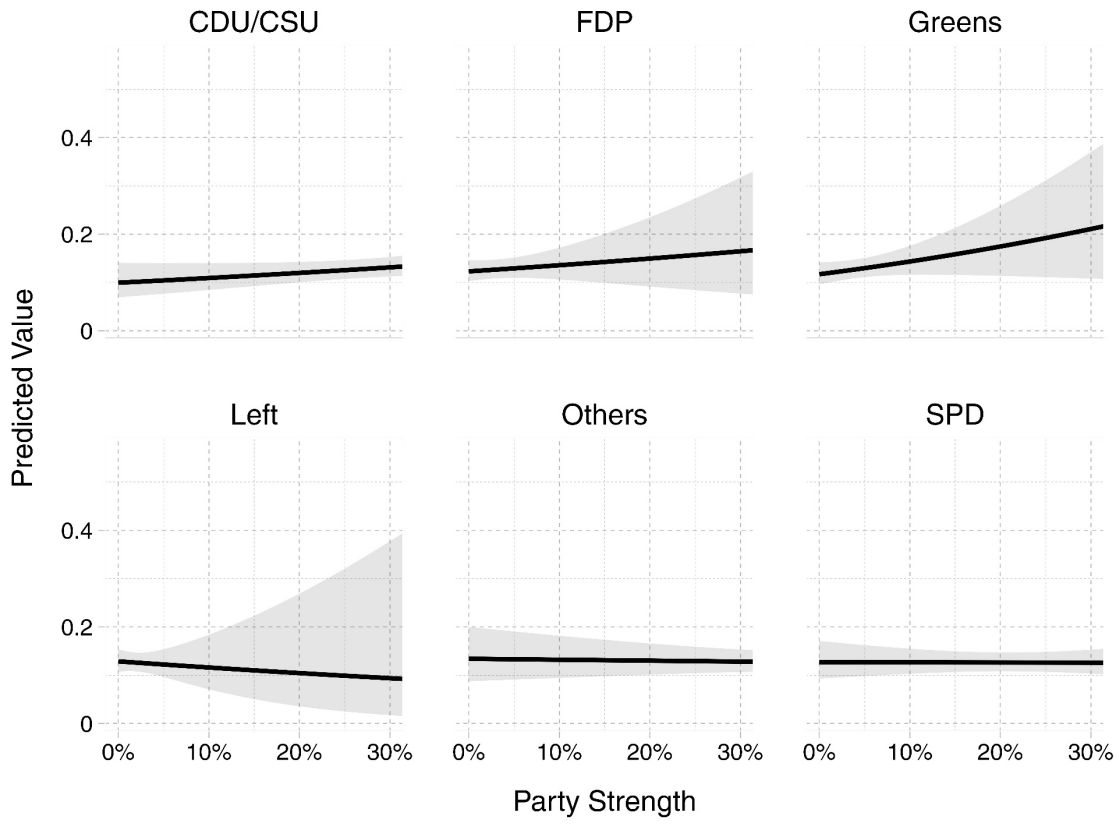 CDU/CSU FDP Greens
0.4
0.2
0
Predicted Value
Left Others SPD
0.4
0.2
0
0% 10% 20% 30% 0% 10% 20% 30% 0% 10% 20% 30%
Party Strength